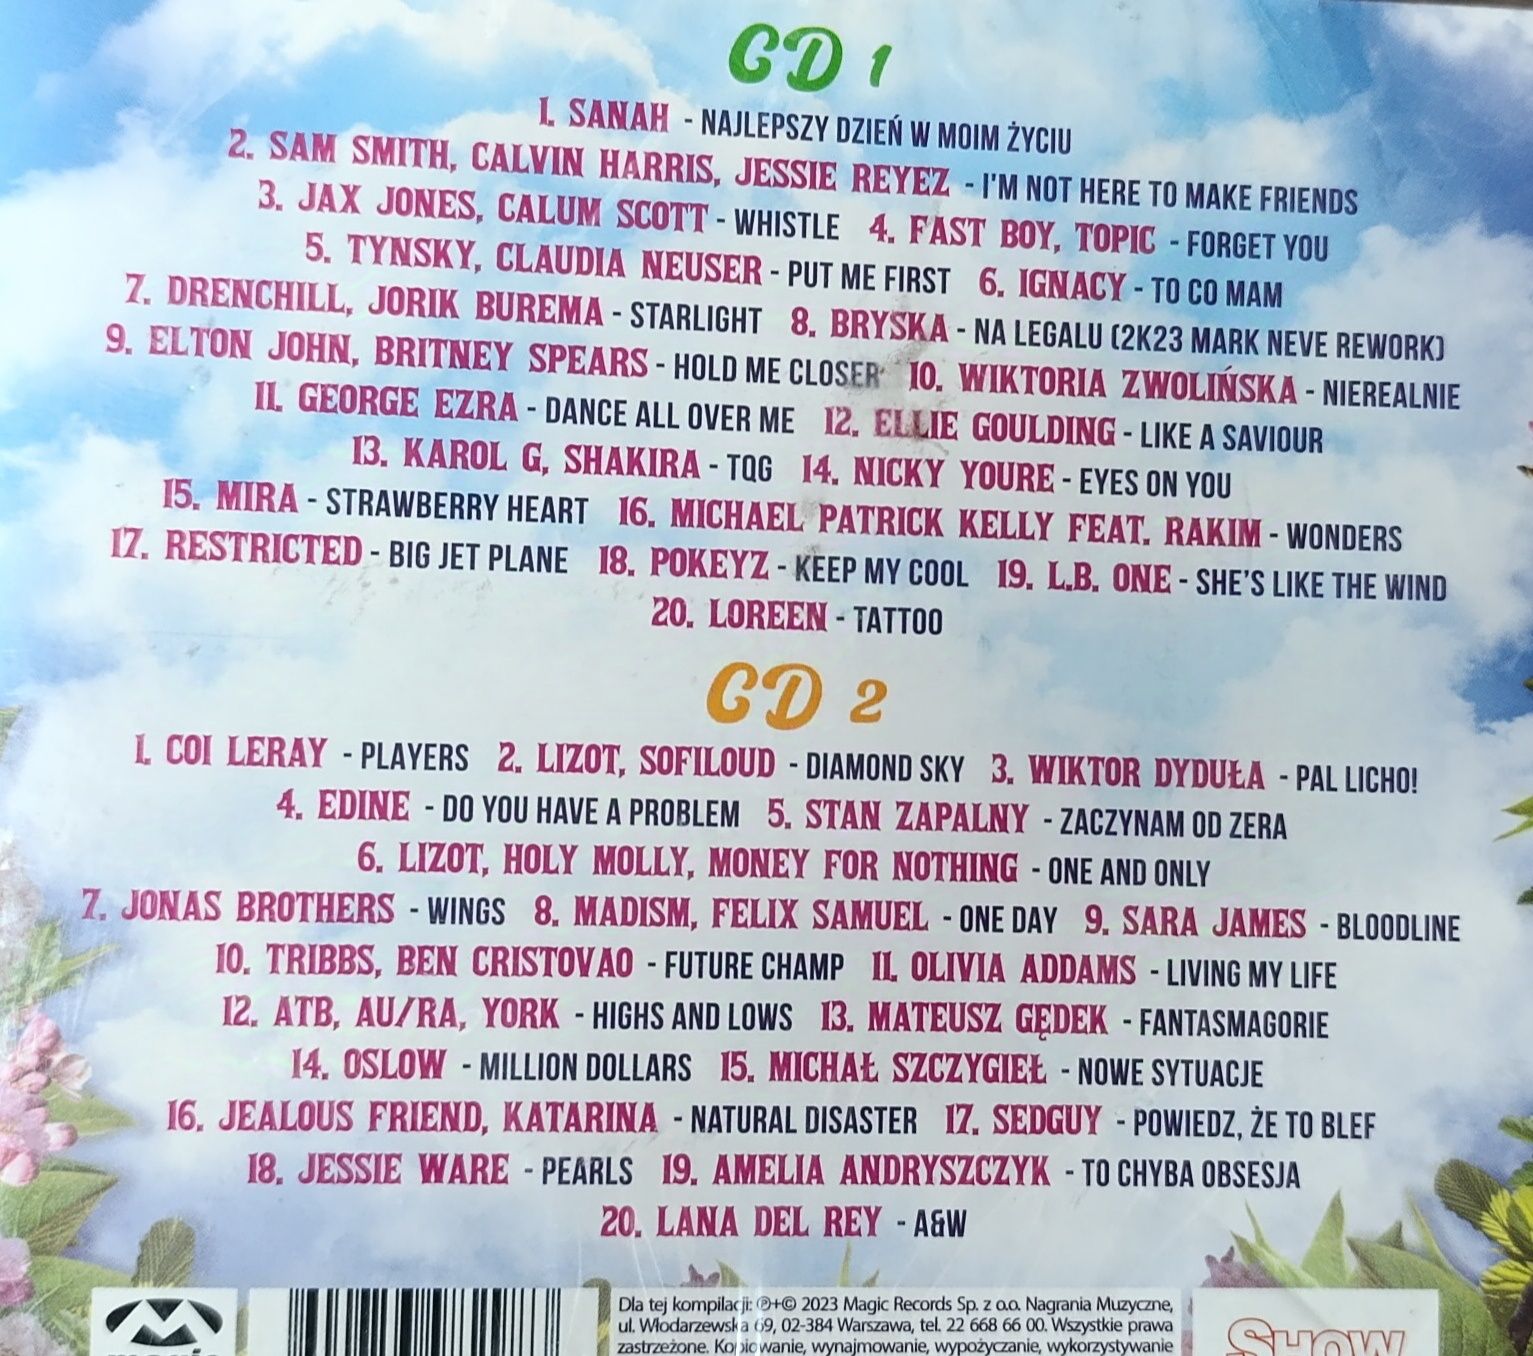 CD 1
1. SANAH - NAJLEPSZY DZIEŃ W MOIM ŻYCIU
2. SAM SMITH, CALVIN HARRIS, JESSIE REYEZ - I'M NOT HERE TO MAKE FRIENDS
3. JAX JONES, CALUM SCOTT - WHISTLE 4. FAST BOY, TOPIC - FORGET YOU
5. TYNSKY, CLAUDIA NEUSER - PUT ME FIRST 6. IGNACY - TO CO MAM
7. DRENCHILL, JORIK BUREMA - STARLIGHT 8. BRYSKA - NA LEGALU (2K23 MARK NEVE REWORK)
9. ELTON JOHN, BRITNEY SPEARS - HOLD ME CLOSER 10. WIKTORIA ZWOLIŃSKA - NIEREALNIE
11. GEORGE EZRA - DANCE ALL OVER ME 12. ELLIE GOULDING - LIKE A SAVIOUR
13. KAROL G, SHAKIRA - TQG 14. NICKY YOURE - EYES ON YOU
15. MIRA - STRAWBERRY HEART 16. MICHAEL PATRICK KELLY FEAT. RAKIM - WONDERS
17. RESTRICTED - BIG JET PLANE 18. POKEYZ - KEEP MY COOL 19. L.B. ONE - SHE'S LIKE THE WIND
20. LOREEN - TATTOO
CD 2
1. COI LERAY - PLAYERS 2. LIZOT, SOFILOUD - DIAMOND SKY 3. WIKTOR DYDUŁA - PAL LICHO!
4. EDINE - DO YOU HAVE A PROBLEM 5. STAN ZAPALNY - ZACZYNAM OD ZERA
6. LIZOT, HOLY MOLLY, MONEY FOR NOTHING - ONE AND ONLY
7. JONAS BROTHERS - WINGS 8. MADISM, FELIX SAMUEL - ONE DAY 9. SARA JAMES - BLOODLINE
10. TRIBBS, BEN CRISTOVAO - FUTURE CHAMP 11. OLIVIA ADDAMS - LIVING MY LIFE
12. ATB, AU/RA, YORK - HIGHS AND LOWS 13. MATEUSZ GĘDEK - FANTASMAGORIE
14. OSLOW - MILLION DOLLARS 15. MICHAŁ SZCZYGIEŁ - NOWE SYTUACJE
16. JEALOUS FRIEND, KATARINA - NATURAL DISASTER 17. SEDGUY - POWIEDZ, ŻE TO BLEF
18. JESSIE WARE - PEARLS 19. AMELIA ANDRYSZCZYK - TO CHYBA OBSESJA
20. LANA DEL REY - A&W
Dla tej kompilacji: ℗+© 2023 Magic Records Sp. z o.o. Nagrania Muzyczne,
ul. Włodarzewska 69, 02-384 Warszawa, tel. 22 668 66 00. Wszystkie prawa
zastrzeżone. Kopiowanie, wynajmowanie, wypożyczanie, wykorzystywanie
SHOW